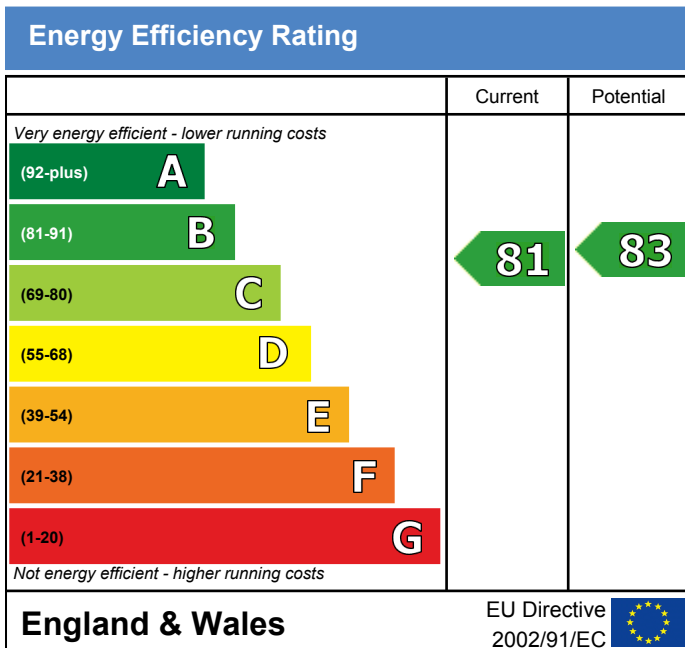 Energy Efficiency Rating
Current Potential
Very energy efficient - lower running costs
(92-plus) A
(81-91) B
81 83
(69-80) C
(55-68) D
(39-54) E
(21-38) F
(1-20) G
Not energy efficient - higher running costs
England & Wales
EU Directive
2002/91/EC